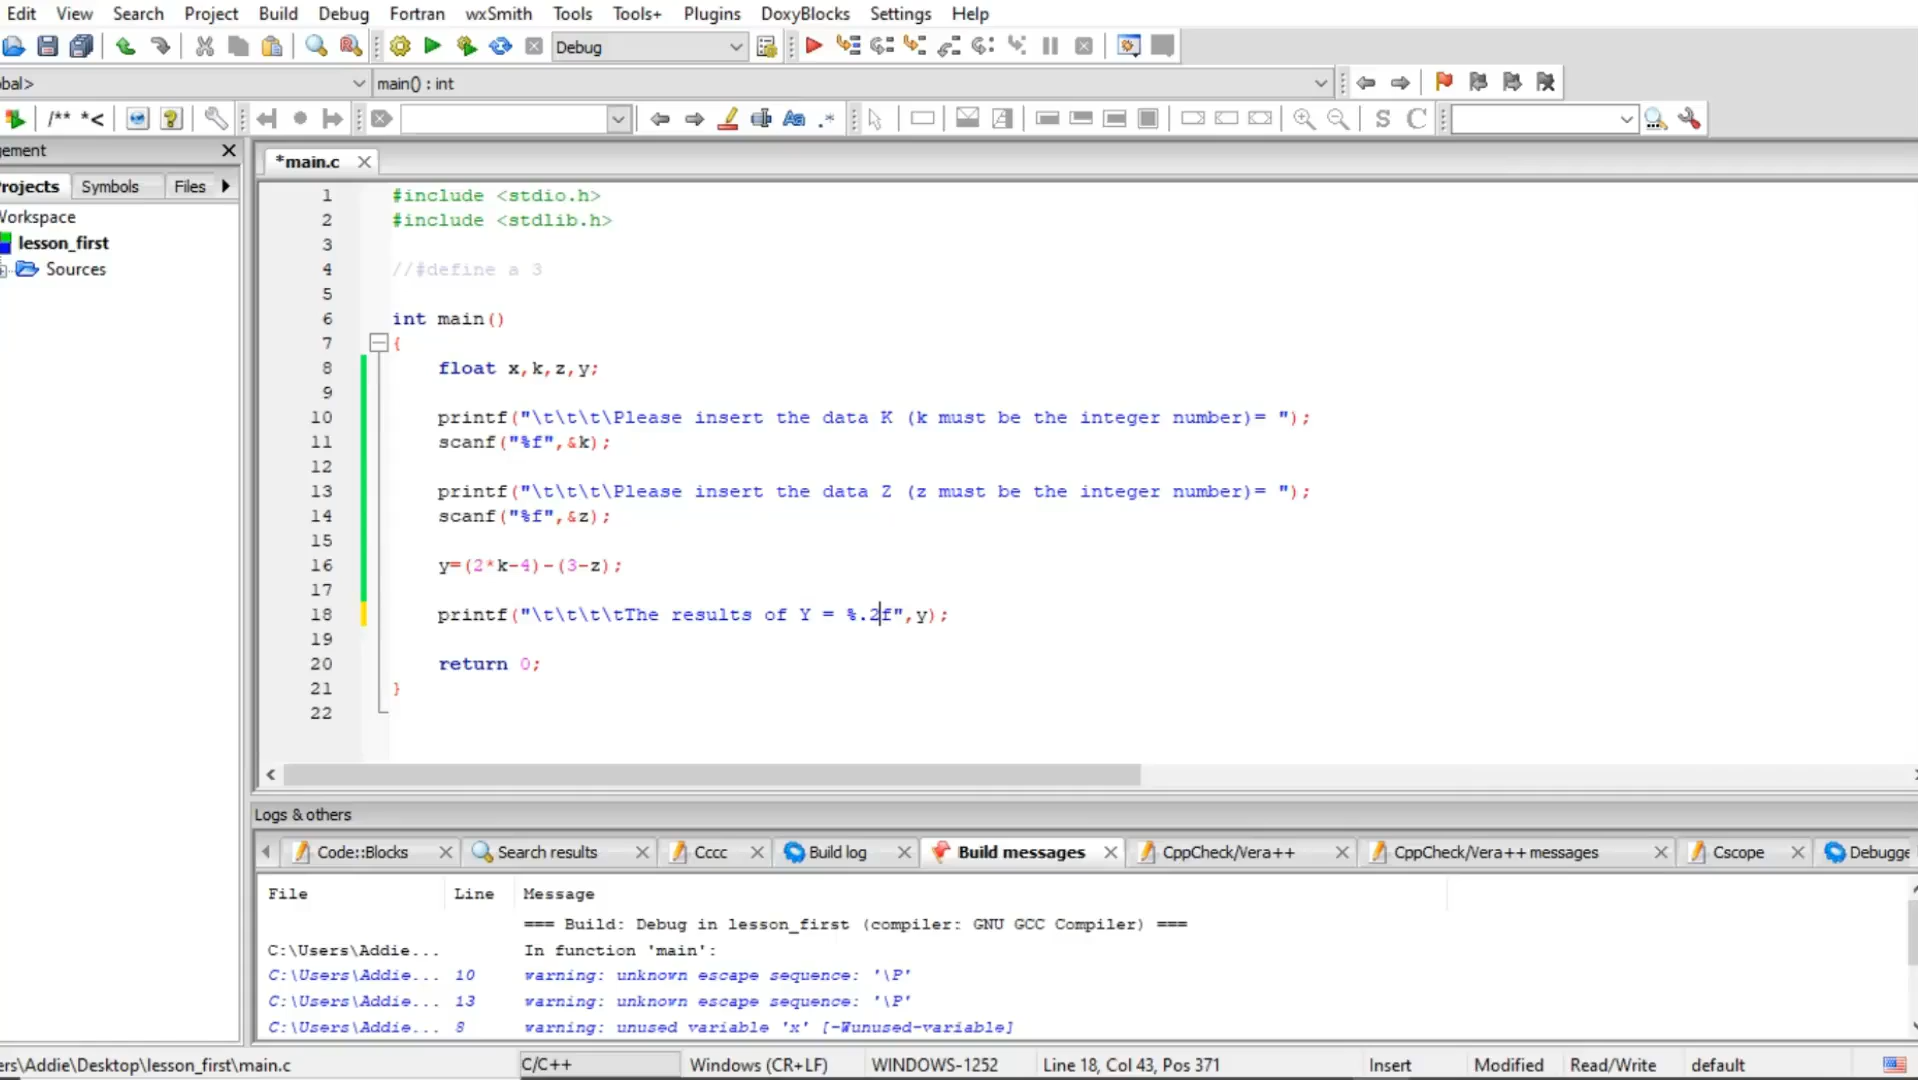 Edit View Search Project Build Debug Fortran wxSmith Tools Tools+ Plugins DoxyBlocks Settings Help
Debug
bal> main() : int
/** *<
S C
gement
*main.c
rojects Symbols Files
Workspace
lesson_first
Sources
1 #include <stdio.h>
2 #include <stdlib.h>
3
4 //#define a 3
5
6 int main()
7 {
8 float x,k,z,y;
9
10 printf("\t\t\t\Please insert the data K (k must be the integer number)= ");
11 scanf("%f",&k);
12
13 printf("\t\t\t\Please insert the data Z (z must be the integer number)= ");
14 scanf("%f",&z);
15
16 y=(2*k-4)-(3-z);
17
18 printf("\t\t\t\tThe results of Y = %.2f",y);
19
20 return 0;
21 }
22
Logs & others
Code::Blocks Search results Cccc Build log Build messages CppCheck/Vera++ CppCheck/Vera++ messages Cscope Debugge
File Line Message
=== Build: Debug in lesson_first (compiler: GNU GCC Compiler) ===
C:\Users\Addie... In function 'main':
C:\Users\Addie... 10 warning: unknown escape sequence: '\P'
C:\Users\Addie... 13 warning: unknown escape sequence: '\P'
C:\Users\Addie... 8 warning: unused variable 'x' [-Wunused-variable]
ers\Addie\Desktop\lesson_first\main.c C/C++ Windows (CR+LF) WINDOWS-1252 Line 18, Col 43, Pos 371 Insert Modified Read/Write default